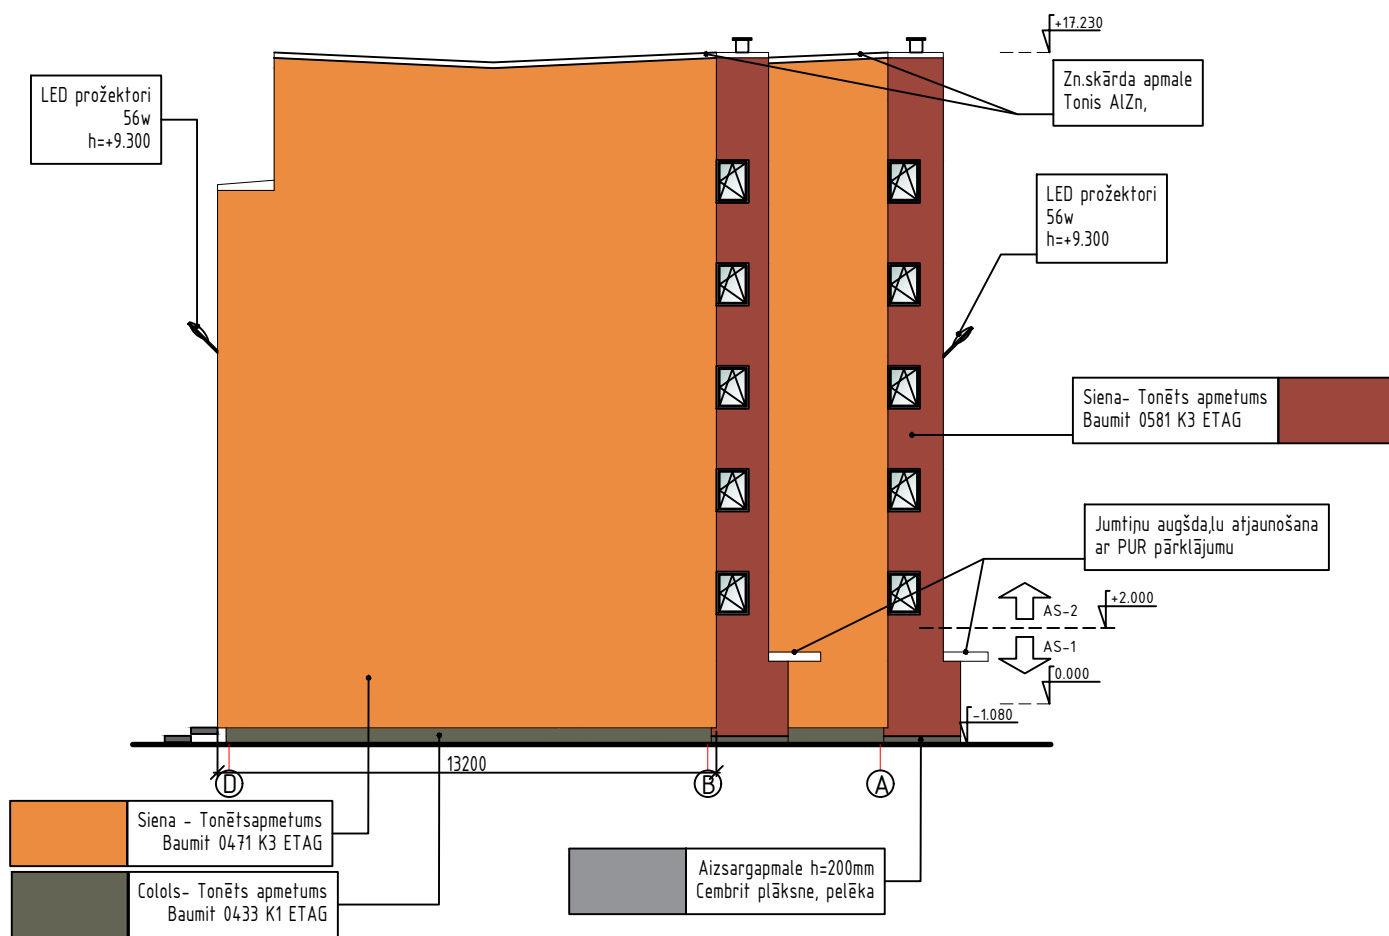 +17.230
LED prožektori
56w
h=+9.300
Zn.skārda apmale
Tonis AlZn,
LED prožektori
56w
h=+9.300
Siena- Tonēts apmetums
Baumit 0581 K3 ETAG
Jumtiņu augšdaļu atjaunošana
ar PUR pārklājumu
AS-2
+2.000
AS-1
0.000
-1.080
13200
D
B
A
Siena - Tonētsapmetums
Baumit 0471 K3 ETAG
Colols- Tonēts apmetums
Baumit 0433 K1 ETAG
Aizsargapmale h=200mm
Cembrit plāksne, pelēka